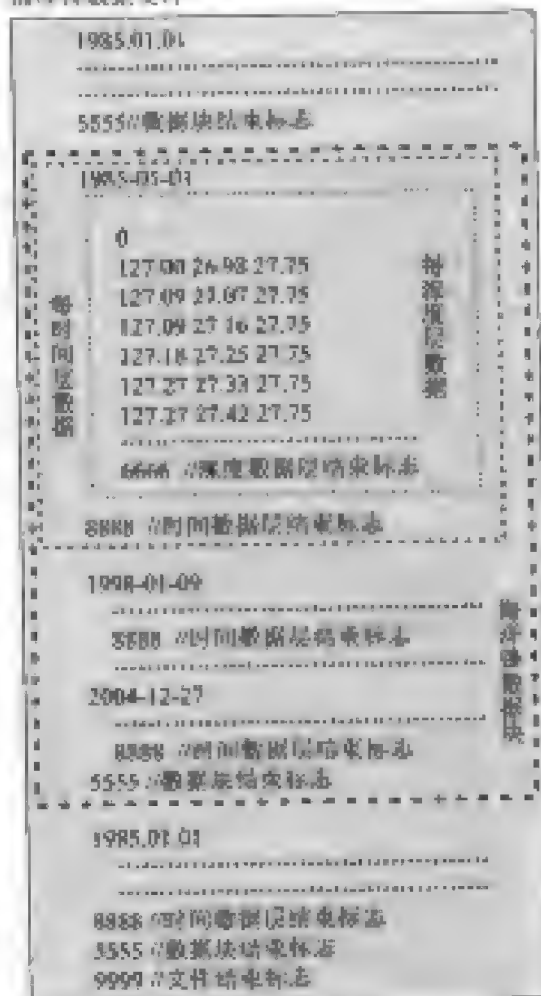 1985.01.01
5555//数据块结束标志
1985-05-03
0
127.00 26.98 27.75
127.09 27.07 27.75
127.09 27.16 27.75
127.18 27.25 27.75
127.27 27.33 27.75
127.27 27.42 27.75
6666 //深度数据层结束标志
8888 //时间数据层结束标志
1998-01-09
8888 //时间数据层结束标志
2004-12-27
8888 //时间数据层结束标志
5555 //数据块结束标志
1985.01.01
8888 //时间数据层结束标志
5555 //数据块结束标志
9999 //文件结束标志